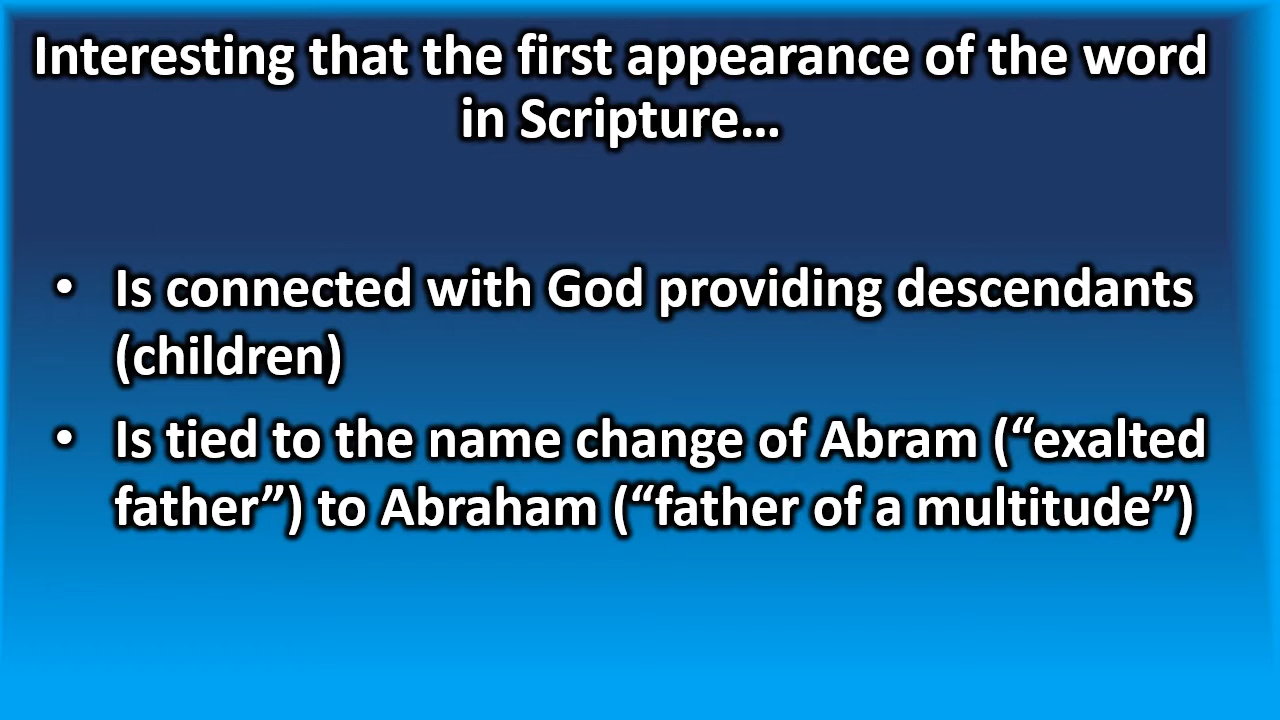 Interesting that the first appearance of the word
in Scripture…
• Is connected with God providing descendants
(children)
• Is tied to the name change of Abram (“exalted
father”) to Abraham (“father of a multitude”)